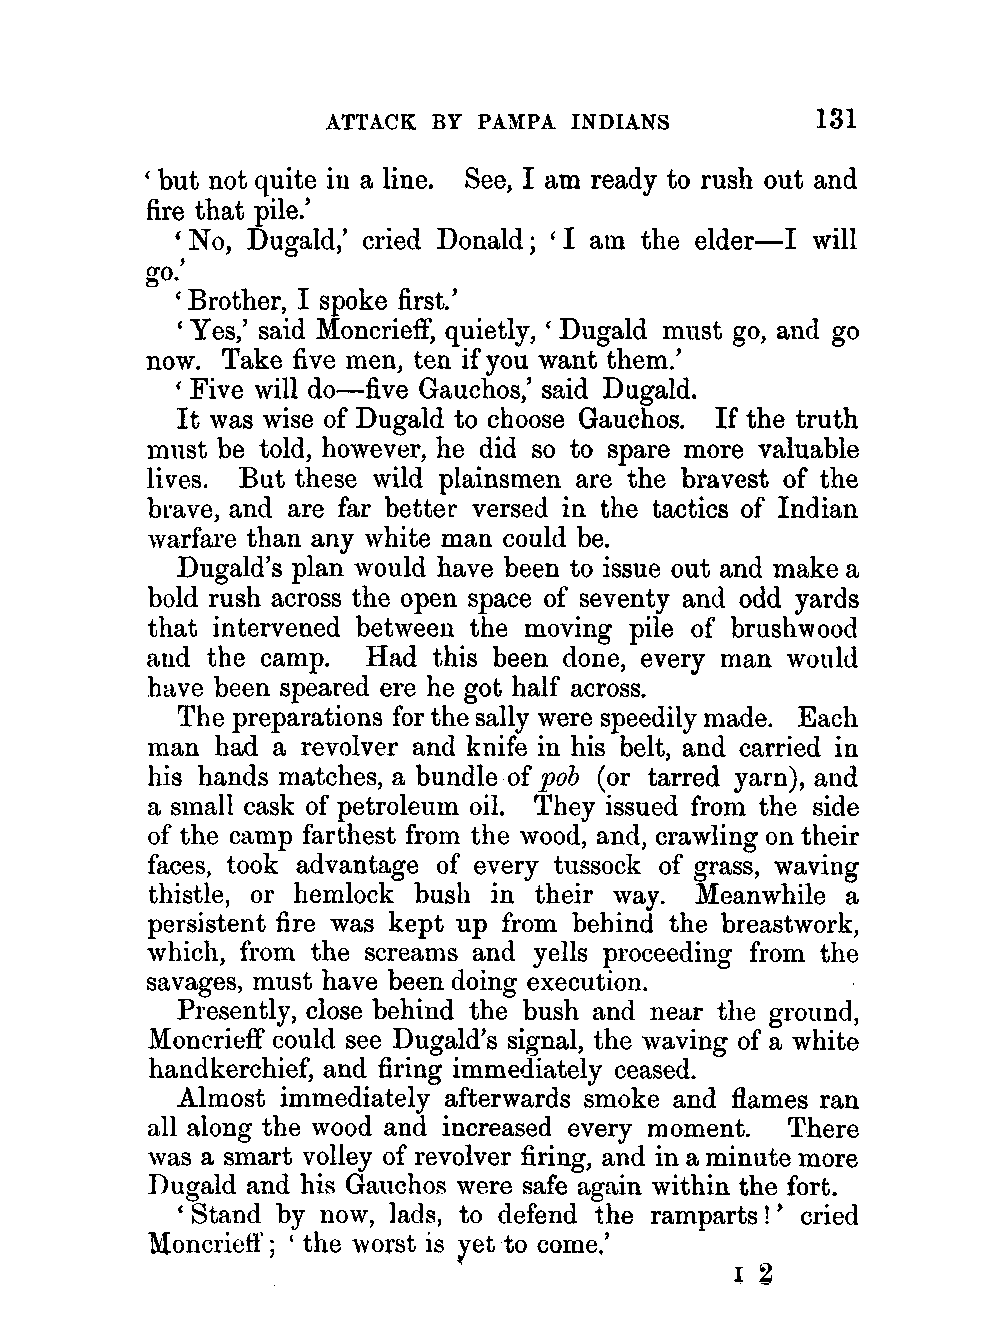 ATTACK BY PAMPA INDIANS 131
‘but not quite in a line. See, I am ready to rush out and
fire that pile.’
‘No, Dugald,’ cried Donald; ‘I am the elder—I will
go.’
‘Brother, I spoke first.’
‘Yes,’ said Moncrieff, quietly, ‘Dugald must go, and go
now. Take five men, ten if you want them.’
‘Five will do—five Gauchos,’ said Dugald.
It was wise of Dugald to choose Gauchos. If the truth
must be told, however, he did so to spare more valuable
lives. But these wild plainsmen are the bravest of the
brave, and are far better versed in the tactics of Indian
warfare than any white man could be.
Dugald’s plan would have been to issue out and make a
bold rush across the open space of seventy and odd yards
that intervened between the moving pile of brushwood
and the camp. Had this been done, every man would
have been speared ere he got half across.
The preparations for the sally were speedily made. Each
man had a revolver and knife in his belt, and carried in
his hands matches, a bundle of pob (or tarred yarn), and
a small cask of petroleum oil. They issued from the side
of the camp farthest from the wood, and, crawling on their
faces, took advantage of every tussock of grass, waving
thistle, or hemlock bush in their way. Meanwhile a
persistent fire was kept up from behind the breastwork,
which, from the screams and yells proceeding from the
savages, must have been doing execution.
Presently, close behind the bush and near the ground,
Moncrieff could see Dugald’s signal, the waving of a white
handkerchief, and firing immediately ceased.
Almost immediately afterwards smoke and flames ran
all along the wood and increased every moment. There
was a smart volley of revolver firing, and in a minute more
Dugald and his Gauchos were safe again within the fort.
‘Stand by now, lads, to defend the ramparts!’ cried
Moncrieff; ‘the worst is yet to come.’
I 2